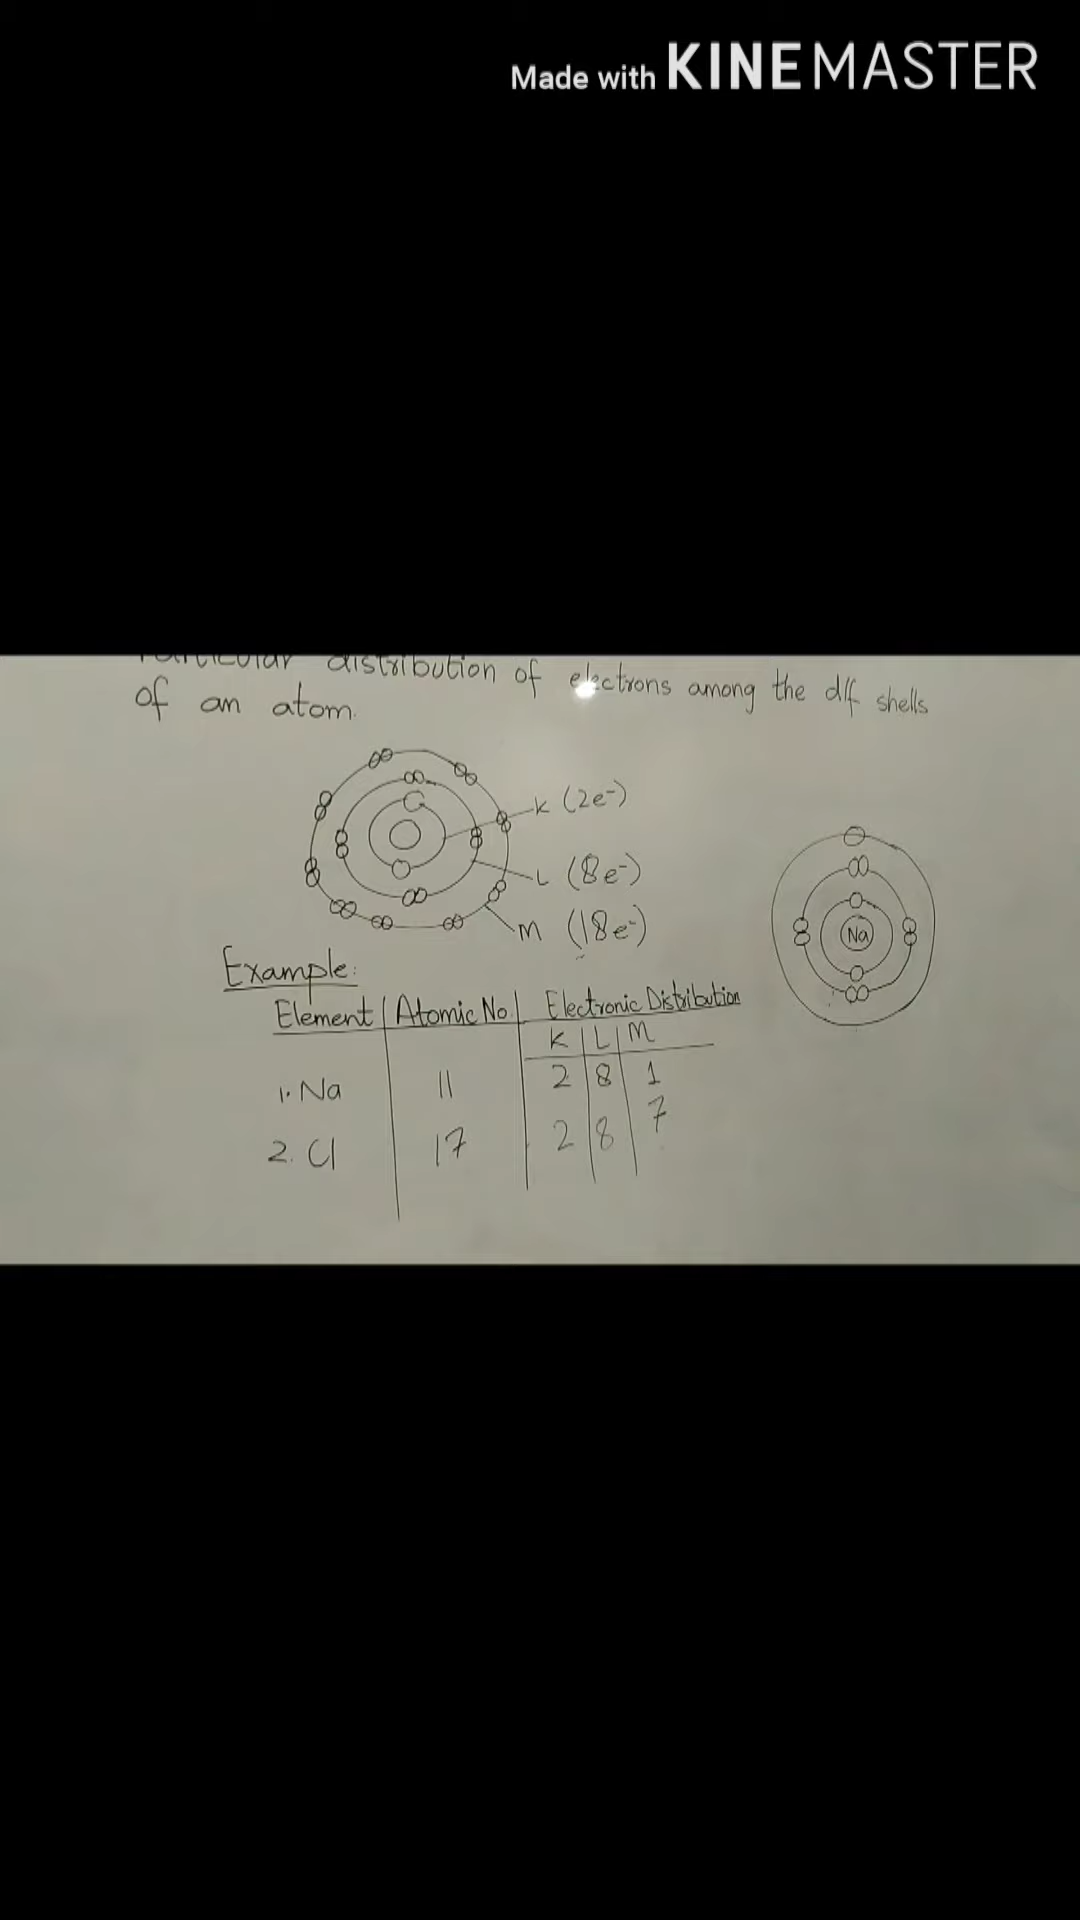 Made with KINEMASTER
Particular distribution of electrons among the dif shells
of an atom.
K (2e-)
L (8e-)
M (18e-)
Na
Example:
Element Atomic No. Electronic Distribution
K L M
1. Na 11 2 8 1
2. Cl 17 2 8 7